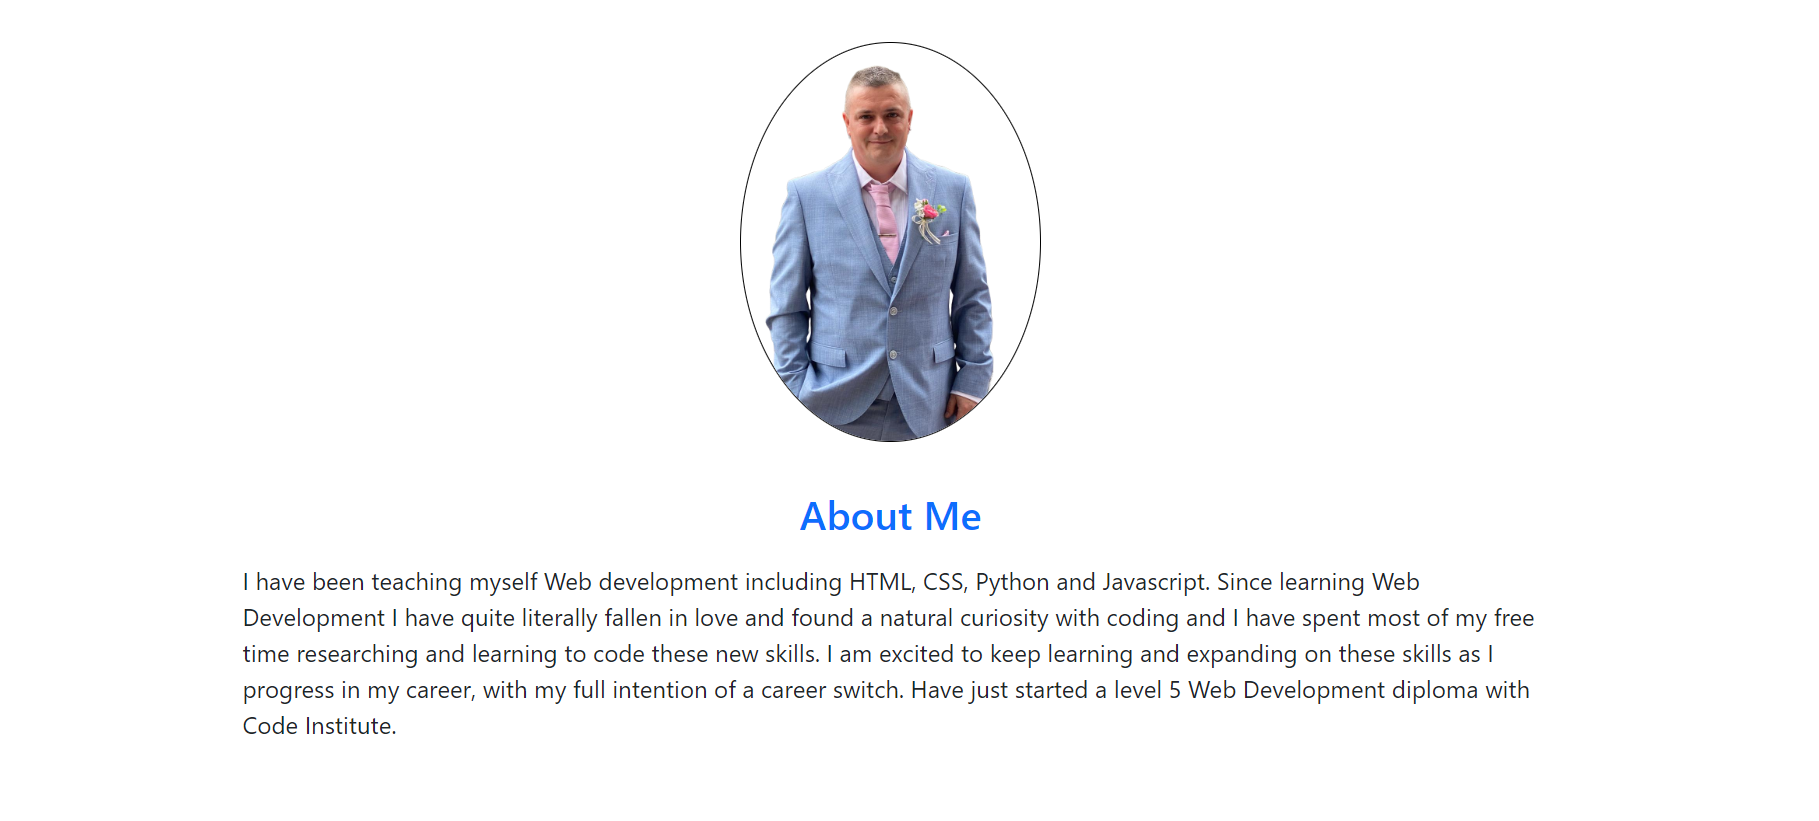 About Me
I have been teaching myself Web development including HTML, CSS, Python and Javascript. Since learning Web
Development I have quite literally fallen in love and found a natural curiosity with coding and I have spent most of my free
time researching and learning to code these new skills. I am excited to keep learning and expanding on these skills as I
progress in my career, with my full intention of a career switch. Have just started a level 5 Web Development diploma with
Code Institute.